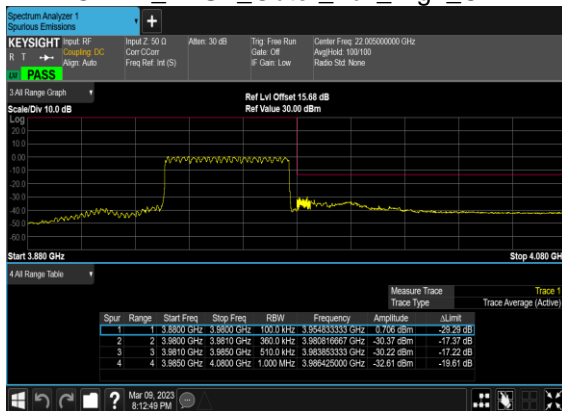 Spectrum Analyzer 1
Spurious Emissions
KEYSIGHT Input: RF Input Z: 50 Ω Atten: 30 dB Trig: Free Run Center Freq: 22.005000000 GHz
R T Coupling: DC Corr CCorr Gate: Off Avg|Hold: 100/100
Align: Auto Freq Ref: Int (S) IF Gain: Low Radio Std: None
PASS
3 All Range Graph
Ref Lvl Offset 15.68 dB
Scale/Div 10.0 dB Ref Value 30.00 dBm
Log
20.0
10.0
0.00
-10.0
-20.0
-30.0
-40.0
-50.0
-60.0
Start 3.880 GHz Stop 4.080 GH
4 All Range Table
Measure Trace Trace 1
Trace Type Trace Average (Active)
Spur Range Start Freq Stop Freq RBW Frequency Amplitude ΔLimit
1 1 3.8800 GHz 3.9800 GHz 100.0 kHz 3.954833333 GHz 0.706 dBm -29.29 dB
2 2 3.9800 GHz 3.9810 GHz 360.0 kHz 3.980816667 GHz -30.37 dBm -17.37 dB
3 3 3.9810 GHz 3.9850 GHz 510.0 kHz 3.983853333 GHz -30.22 dBm -17.22 dB
4 4 3.9850 GHz 4.0800 GHz 1.000 MHz 3.986425000 GHz -32.61 dBm -19.61 dB
Mar 09, 2023
8:12:49 PM